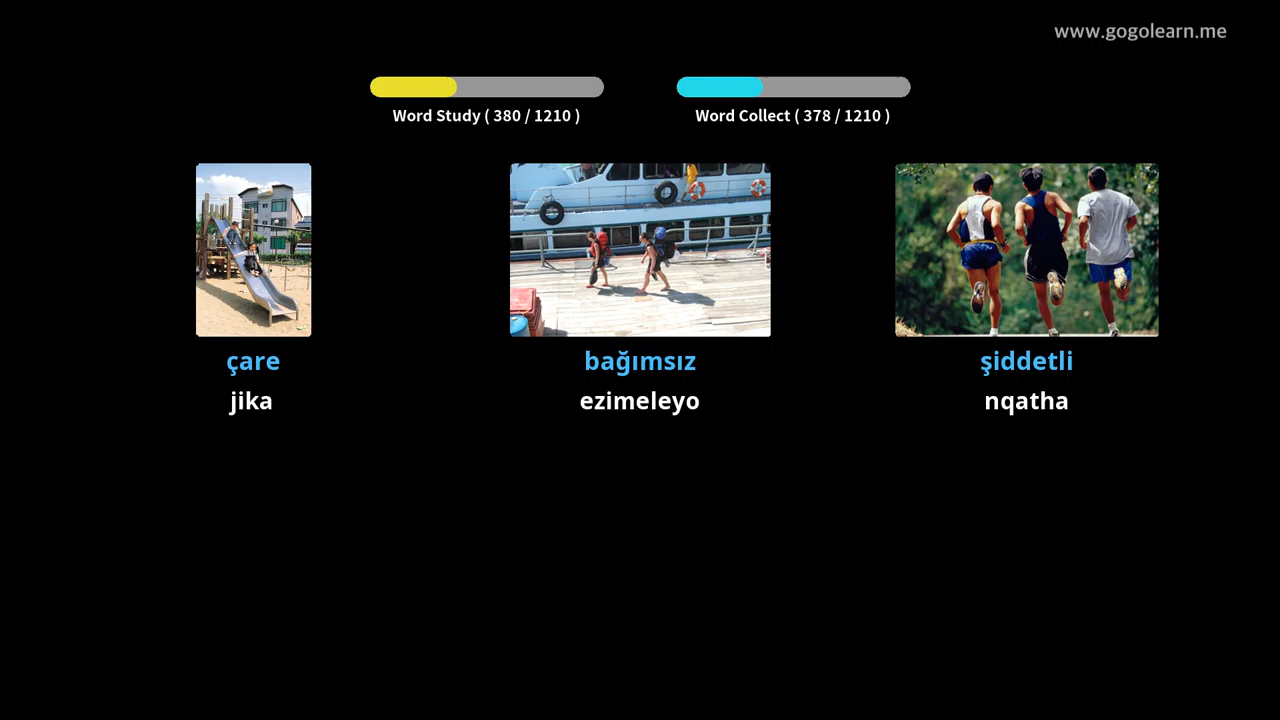 www.gogolearn.me
Word Study ( 380 / 1210 )
Word Collect ( 378 / 1210 )
çare
bağımsız
şiddetli
jika
ezimeleyo
nqatha